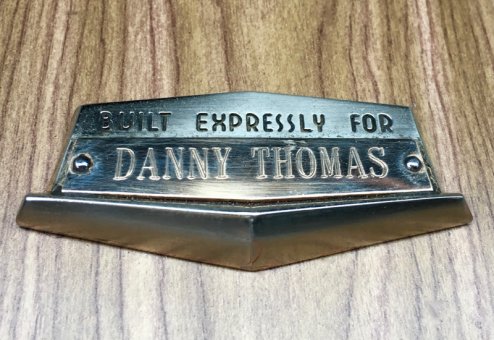 BUILT EXPRESSLY FOR
DANNY THOMAS